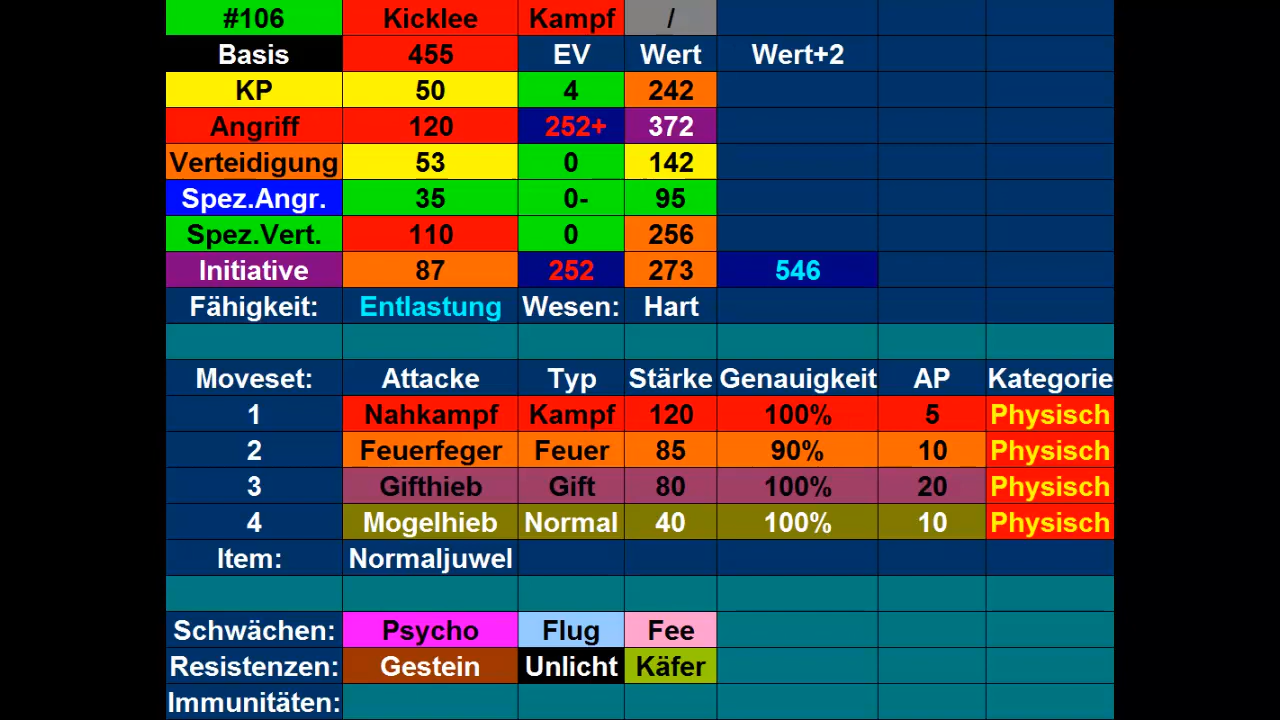 #106 Kicklee Kampf /
Basis 455 EV Wert Wert+2
KP 50 4 242
Angriff 120 252+ 372
Verteidigung 53 0 142
Spez.Angr. 35 0- 95
Spez.Vert. 110 0 256
Initiative 87 252 273 546
Fähigkeit: Entlastung Wesen: Hart
Moveset: Attacke Typ Stärke Genauigkeit AP Kategorie
1 Nahkampf Kampf 120 100% 5 Physisch
2 Feuerfeger Feuer 85 90% 10 Physisch
3 Gifthieb Gift 80 100% 20 Physisch
4 Mogelhieb Normal 40 100% 10 Physisch
Item: Normaljuwel
Schwächen: Psycho Flug Fee
Resistenzen: Gestein Unlicht Käfer
Immunitäten: